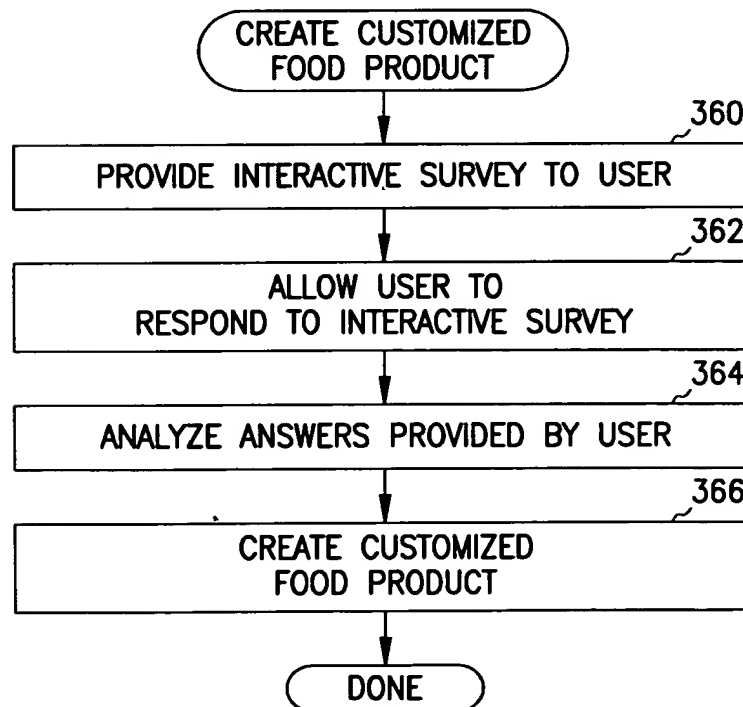 CREATE CUSTOMIZED
FOOD PRODUCT
360
PROVIDE INTERACTIVE SURVEY TO USER
362
ALLOW USER TO
RESPOND TO INTERACTIVE SURVEY
364
ANALYZE ANSWERS PROVIDED BY USER
366
CREATE CUSTOMIZED
FOOD PRODUCT
DONE